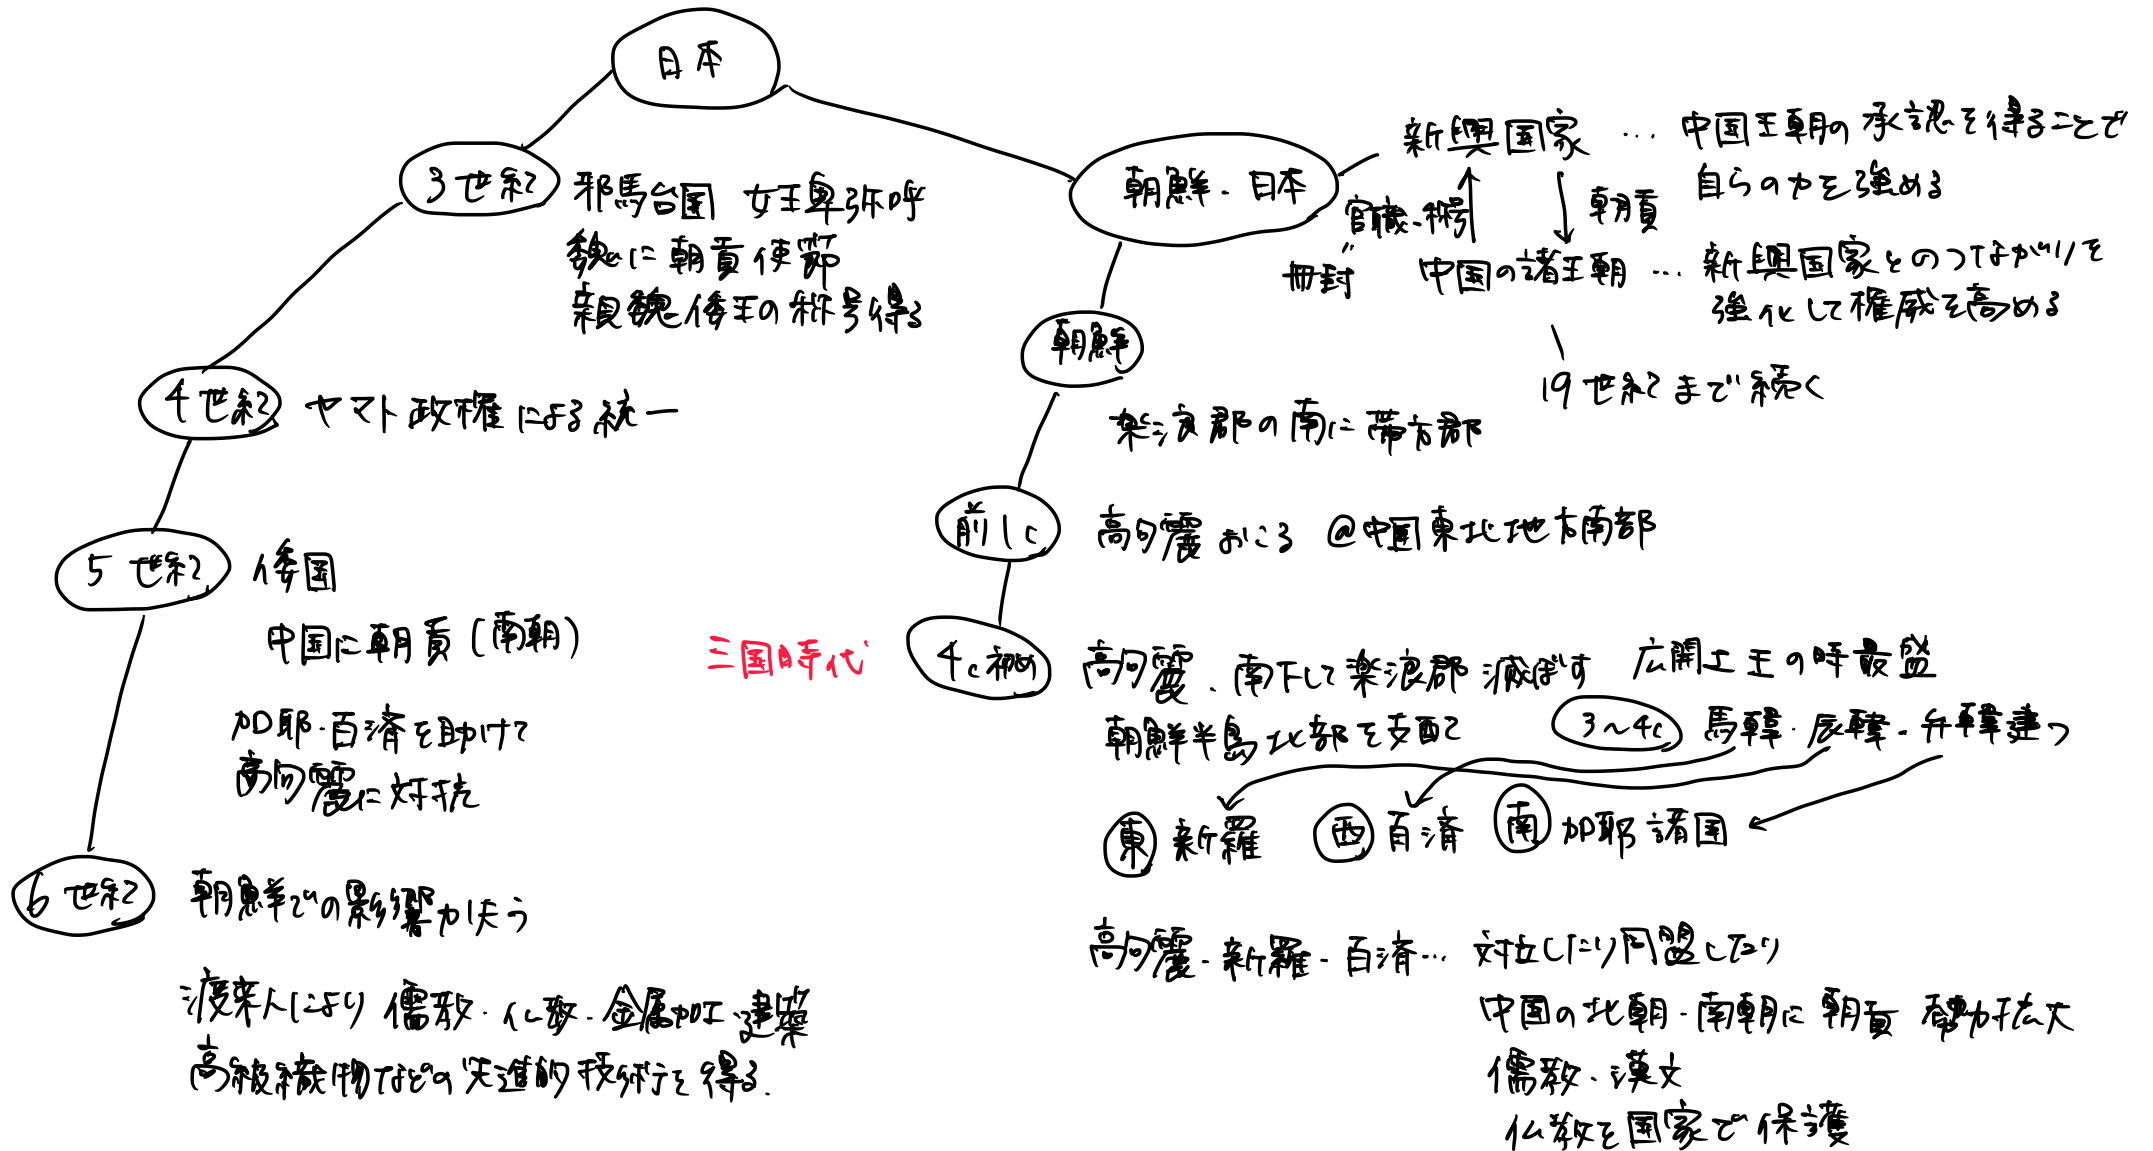 日本
3世紀
邪馬台国 女王卑弥呼
魏に朝貢使節
親魏倭王の称号得る
4世紀
ヤマト政権による統一
5世紀
倭国
中国に朝貢(南朝)
加耶・百済を助けて
高句麗に対抗
6世紀
朝鮮での影響力失う
渡来人により 儒教・仏教・金属加工・建築
高級織物などの先進的技術を得る.
朝鮮・日本
新興国家 … 中国王朝の承認を得ることで
自らの力を強める
官職・称号
朝貢
冊封
中国の諸王朝 … 新興国家とのつながりを
強化して権威を高める
19世紀まで続く
朝鮮
楽浪郡の南に帯方郡
前1c
高句麗おこる @中国東北地方南部
三国時代
4c初め
高句麗、南下して楽浪郡滅ぼす 広開土王の時最盛
朝鮮半島北部を支配
3〜4c
馬韓・辰韓・弁韓建つ
東 新羅 西 百済 南 加耶諸国
高句麗・新羅・百済… 対立したり同盟したり
中国の北朝・南朝に朝貢 勢力拡大
儒教・漢文
仏教を国家で保護